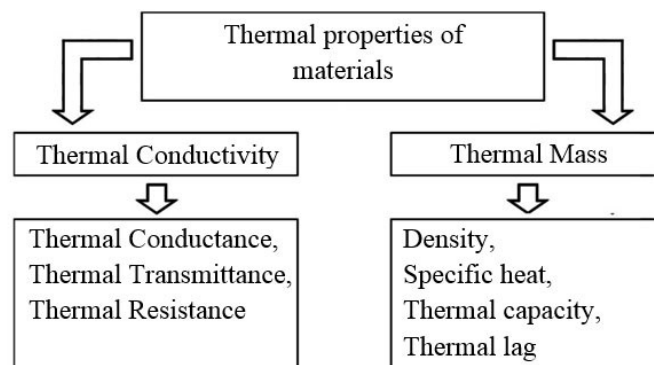 Thermal properties of
materials
Thermal Conductivity
Thermal Mass
Thermal Conductance,
Thermal Transmittance,
Thermal Resistance
Density,
Specific heat,
Thermal capacity,
Thermal lag